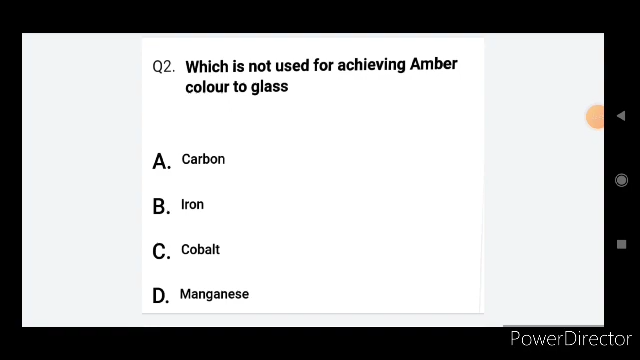 Q2. Which is not used for achieving Amber
colour to glass
A. Carbon
B. Iron
C. Cobalt
D. Manganese
PowerDirector